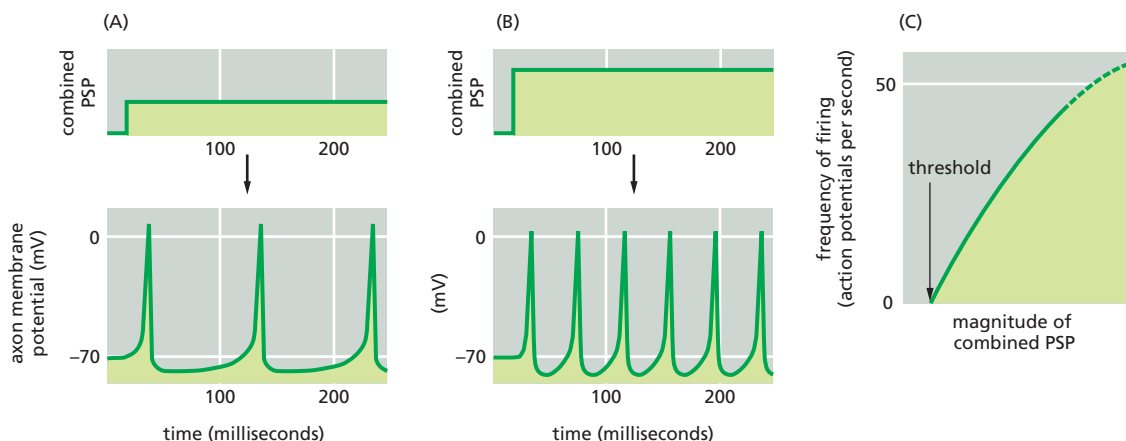 (A)
combined
PSP
100
200
axon membrane
potential (mV)
0
–70
100
200
time (milliseconds)
(B)
combined
PSP
100
200
(mV)
0
–70
100
200
time (milliseconds)
(C)
frequency of firing
(action potentials per second)
50
threshold
0
magnitude of
combined PSP